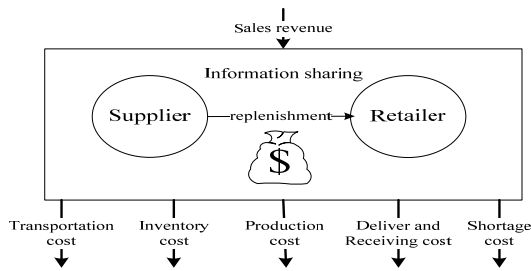 Sales revenue
Information sharing
Supplier
replenishment
Retailer
$
Transportation cost
Inventory cost
Production cost
Deliver and Receiving cost
Shortage cost